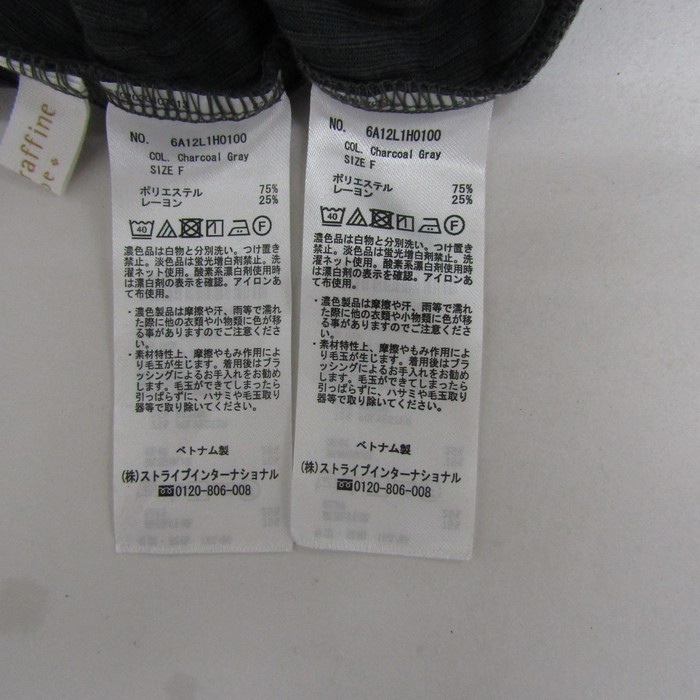 raffine
NO. 6A12L1H0100
COL. Charcoal Gray
SIZE F
ポリエステル 75%
レーヨン 25%
40
濃色品は白物と分別洗い。つけ置き
禁止。淡色品は蛍光増白剤禁止。洗
濯ネット使用。酸素系漂白剤使用時
は漂白剤の表示を確認。アイロンあ
て布使用。
・濃色製品は摩擦や汗、雨等で濡れ
た際に他の衣類や小物類に色が移
る事がありますのでご注意くださ
い。
・素材特性上、摩擦やもみ作用によ
り毛玉が生じます。着用後はブラ
ッシングによるお手入れをお勧め
します。毛玉ができてしまったら
引っぱらずに、ハサミや毛玉取り
器等で取り除いてください。
ベトナム製
(株)ストライプインターナショナル
0120-806-008
NO. 6A12L1H0100
COL. Charcoal Gray
SIZE F
ポリエステル 75%
レーヨン 25%
40
濃色品は白物と分別洗い。つけ置き
禁止。淡色品は蛍光増白剤禁止。洗
濯ネット使用。酸素系漂白剤使用時
は漂白剤の表示を確認。アイロンあ
て布使用。
・濃色製品は摩擦や汗、雨等で濡れ
た際に他の衣類や小物類に色が移
る事がありますのでご注意くださ
い。
・素材特性上、摩擦やもみ作用によ
り毛玉が生じます。着用後はブラ
ッシングによるお手入れをお勧め
します。毛玉ができてしまったら
引っぱらずに、ハサミや毛玉取り
器等で取り除いてください。
ベトナム製
(株)ストライプインターナショナル
0120-806-008